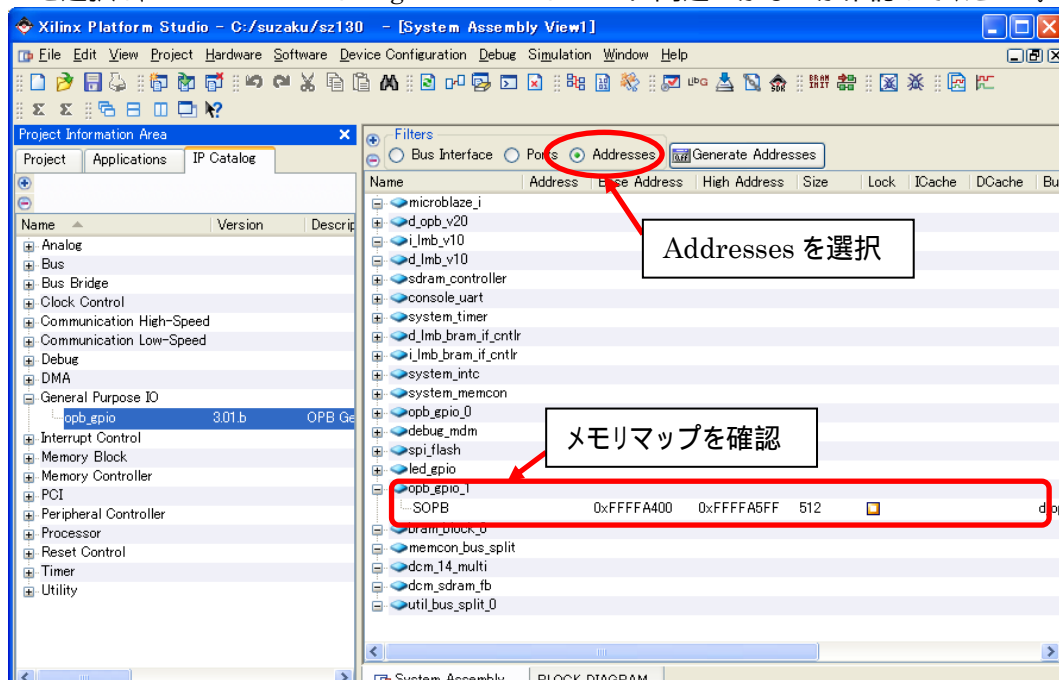 Xilinx Platform Studio - C:/suzaku/sz130 - [System Assembly View1]
File Edit View Project Hardware Software Device Configuration Debug Simulation Window Help
Project Information Area
Project Applications IP Catalog
Name Version Descrip
Analog
Bus
Bus Bridge
Clock Control
Communication High-Speed
Communication Low-Speed
Debug
DMA
General Purpose IO
opb_gpio 3.01.b OPB Ge
Interrupt Control
Memory Block
Memory Controller
PCI
Peripheral Controller
Processor
Reset Control
Timer
Utility
Filters
Bus Interface Ports Addresses Generate Addresses
Name Address Base Address High Address Size Lock ICache DCache Bu
microblaze_i
d_opb_v20
i_lmb_v10
d_lmb_v10
sdram_controller
console_uart
system_timer
d_lmb_bram_if_cntlr
i_lmb_bram_if_cntlr
system_intc
system_memcon
opb_gpio_0
debug_mdm
spi_flash
led_gpio
opb_gpio_1
SOPB 0xFFFFA400 0xFFFFA5FF 512
bram_block_0
memcon_bus_split
dcm_14_multi
dcm_sdram_fb
util_bus_split_0
Addresses を選択
メモリマップを確認
System Assembly BLOCK DIAGRAM